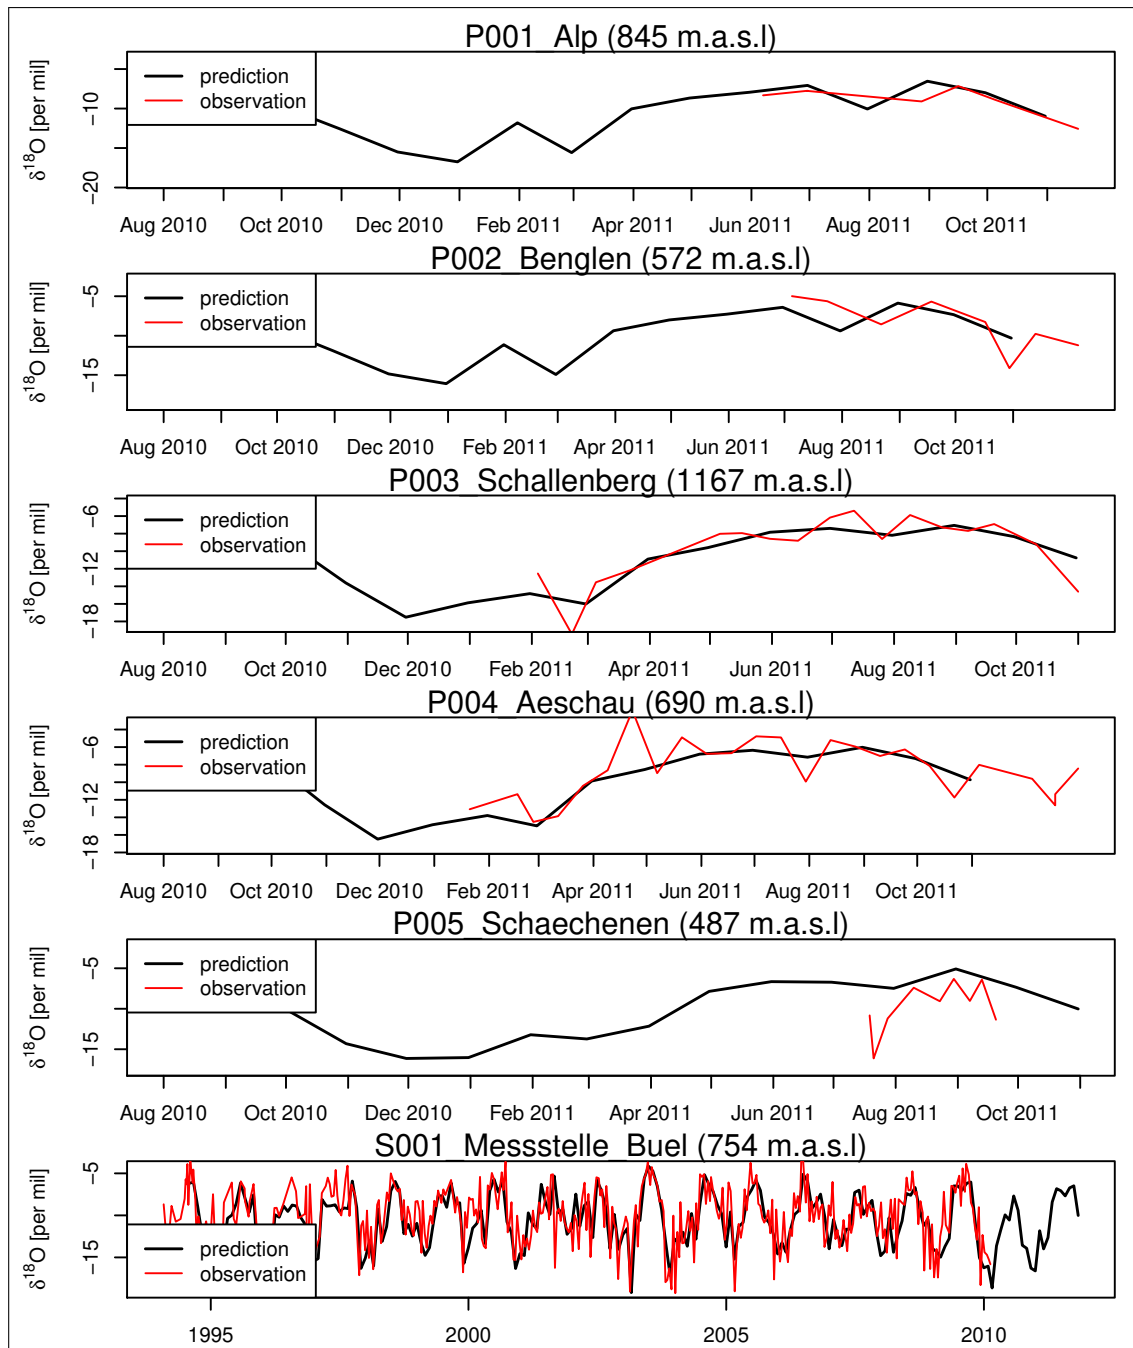 P001_Alp (845 m.a.s.l)
prediction
observation
δ18O [per mil]
-10
-20
Aug 2010 Oct 2010 Dec 2010 Feb 2011 Apr 2011 Jun 2011 Aug 2011 Oct 2011
P002_Benglen (572 m.a.s.l)
prediction
observation
δ18O [per mil]
-5
-15
Aug 2010 Oct 2010 Dec 2010 Feb 2011 Apr 2011 Jun 2011 Aug 2011 Oct 2011
P003_Schallenberg (1167 m.a.s.l)
prediction
observation
δ18O [per mil]
-6
-12
-18
Aug 2010 Oct 2010 Dec 2010 Feb 2011 Apr 2011 Jun 2011 Aug 2011 Oct 2011
P004_Aeschau (690 m.a.s.l)
prediction
observation
δ18O [per mil]
-6
-12
-18
Aug 2010 Oct 2010 Dec 2010 Feb 2011 Apr 2011 Jun 2011 Aug 2011 Oct 2011
P005_Schaechenen (487 m.a.s.l)
prediction
observation
δ18O [per mil]
-5
-15
Aug 2010 Oct 2010 Dec 2010 Feb 2011 Apr 2011 Jun 2011 Aug 2011 Oct 2011
S001_Messstelle_Buel (754 m.a.s.l)
δ18O [per mil]
-5
-15
prediction
observation
1995 2000 2005 2010